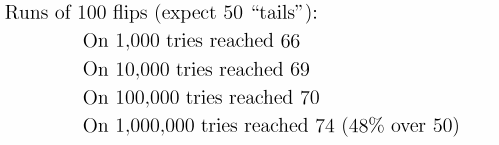 Runs of 100 flips (expect 50 “tails”):
On 1,000 tries reached 66
On 10,000 tries reached 69
On 100,000 tries reached 70
On 1,000,000 tries reached 74 (48% over 50)